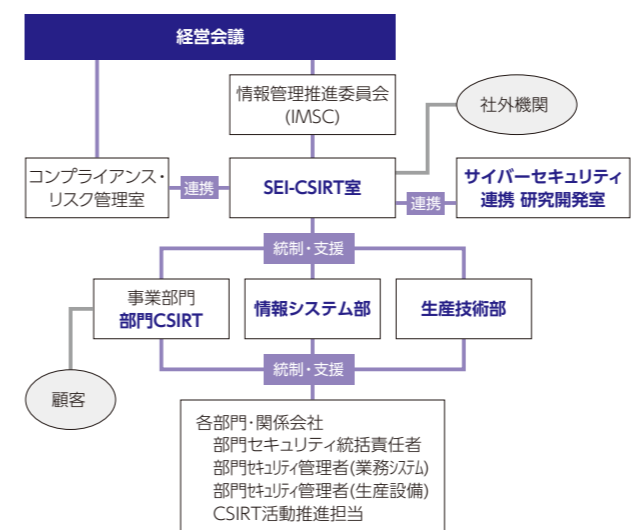 経営会議
情報管理推進委員会
(IMSC)
社外機関
コンプライアンス・
リスク管理室
連携
SEI-CSIRT室
連携
サイバーセキュリティ
連携 研究開発室
統制・支援
事業部門
部門CSIRT
情報システム部
生産技術部
統制・支援
顧客
各部門・関係会社
部門セキュリティ統括責任者
部門セキュリティ管理者(業務システム)
部門セキュリティ管理者(生産設備)
CSIRT活動推進担当